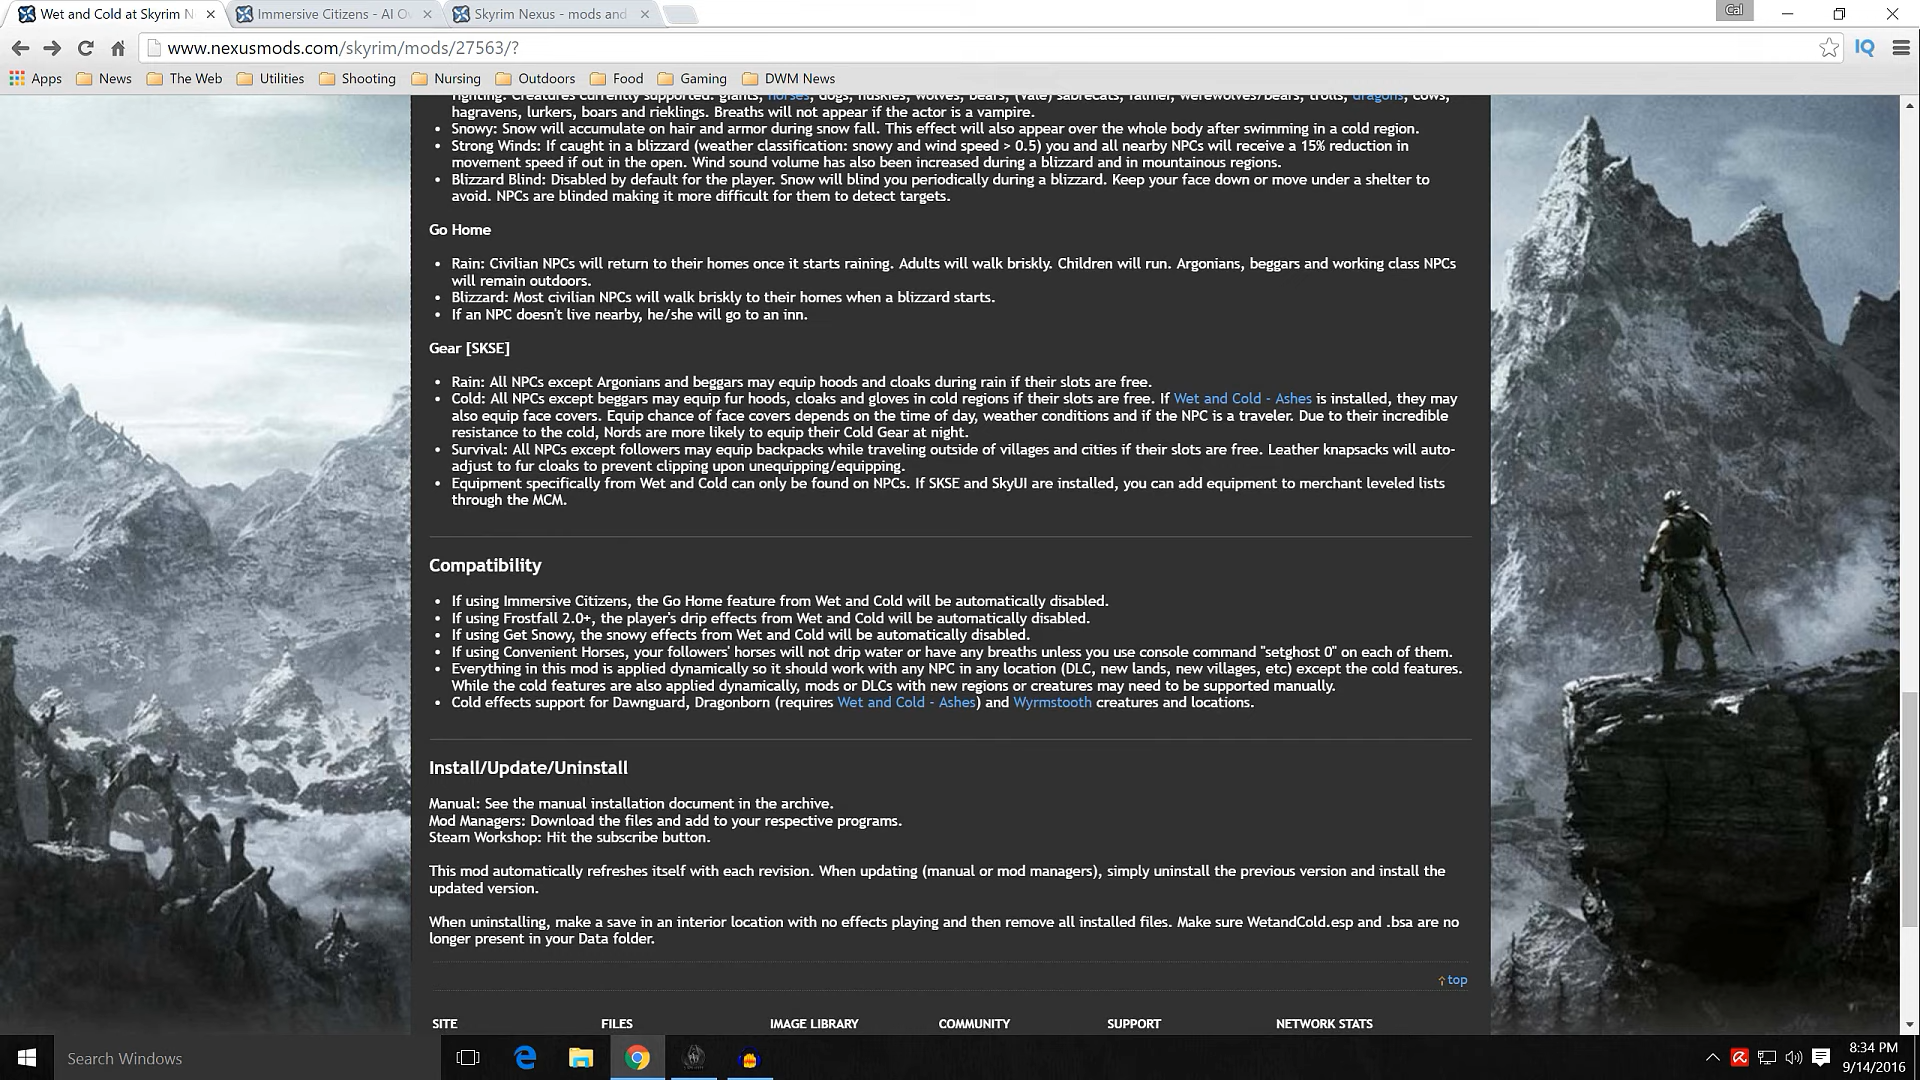 Wet and Cold at Skyrim N
Immersive Citizens - AI Ov
Skyrim Nexus - mods and
Cal
www.nexusmods.com/skyrim/mods/27563/?
IQ
Apps News The Web Utilities Shooting Nursing Outdoors Food Gaming DWM News
fighting. Creatures currently supported: giants, horses, dogs, huskies, wolves, bears, (vale) sabrecats, falmer, werewolves/bears, trolls, dragons, cows,
hagravens, lurkers, boars and rieklings. Breaths will not appear if the actor is a vampire.
• Snowy: Snow will accumulate on hair and armor during snow fall. This effect will also appear over the whole body after swimming in a cold region.
• Strong Winds: If caught in a blizzard (weather classification: snowy and wind speed > 0.5) you and all nearby NPCs will receive a 15% reduction in
movement speed if out in the open. Wind sound volume has also been increased during a blizzard and in mountainous regions.
• Blizzard Blind: Disabled by default for the player. Snow will blind you periodically during a blizzard. Keep your face down or move under a shelter to
avoid. NPCs are blinded making it more difficult for them to detect targets.
Go Home
• Rain: Civilian NPCs will return to their homes once it starts raining. Adults will walk briskly. Children will run. Argonians, beggars and working class NPCs
will remain outdoors.
• Blizzard: Most civilian NPCs will walk briskly to their homes when a blizzard starts.
• If an NPC doesn't live nearby, he/she will go to an inn.
Gear [SKSE]
• Rain: All NPCs except Argonians and beggars may equip hoods and cloaks during rain if their slots are free.
• Cold: All NPCs except beggars may equip fur hoods, cloaks and gloves in cold regions if their slots are free. If Wet and Cold - Ashes is installed, they may
also equip face covers. Equip chance of face covers depends on the time of day, weather conditions and if the NPC is a traveler. Due to their incredible
resistance to the cold, Nords are more likely to equip their Cold Gear at night.
• Survival: All NPCs except followers may equip backpacks while traveling outside of villages and cities if their slots are free. Leather knapsacks will auto-
adjust to fur cloaks to prevent clipping upon unequipping/equipping.
• Equipment specifically from Wet and Cold can only be found on NPCs. If SKSE and SkyUI are installed, you can add equipment to merchant leveled lists
through the MCM.
Compatibility
• If using Immersive Citizens, the Go Home feature from Wet and Cold will be automatically disabled.
• If using Frostfall 2.0+, the player's drip effects from Wet and Cold will be automatically disabled.
• If using Get Snowy, the snowy effects from Wet and Cold will be automatically disabled.
• If using Convenient Horses, your followers' horses will not drip water or have any breaths unless you use console command "setghost 0" on each of them.
• Everything in this mod is applied dynamically so it should work with any NPC in any location (DLC, new lands, new villages, etc) except the cold features.
While the cold features are also applied dynamically, mods or DLCs with new regions or creatures may need to be supported manually.
• Cold effects support for Dawnguard, Dragonborn (requires Wet and Cold - Ashes) and Wyrmstooth creatures and locations.
Install/Update/Uninstall
Manual: See the manual installation document in the archive.
Mod Managers: Download the files and add to your respective programs.
Steam Workshop: Hit the subscribe button.
This mod automatically refreshes itself with each revision. When updating (manual or mod managers), simply uninstall the previous version and install the
updated version.
When uninstalling, make a save in an interior location with no effects playing and then remove all installed files. Make sure WetandCold.esp and .bsa are no
longer present in your Data folder.
top
SITE FILES IMAGE LIBRARY COMMUNITY SUPPORT NETWORK STATS
Search Windows
8:34 PM
9/14/2016